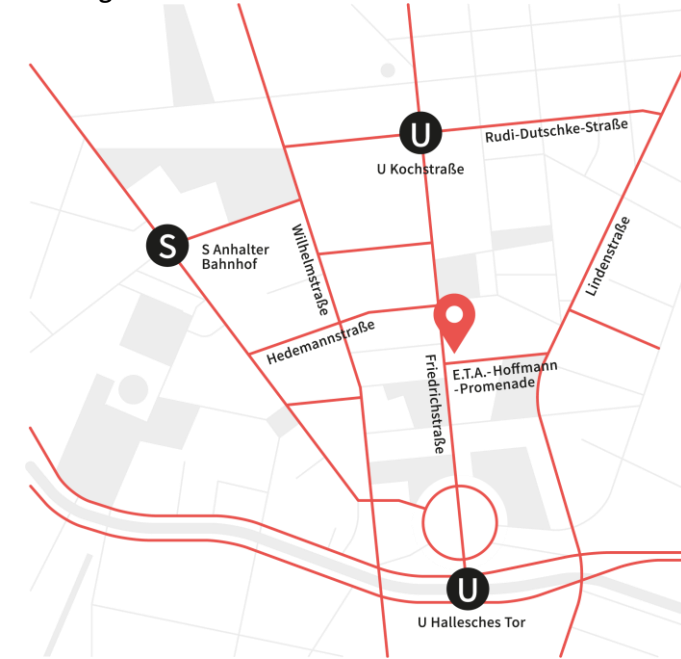 U
Rudi-Dutschke-Straße
U Kochstraße
S
S Anhalter
Bahnhof
Wilhelmstraße
Lindenstraße
Hedemannstraße
Friedrichstraße
E.T.A.-Hoffmann
-Promenade
U
U Hallesches Tor